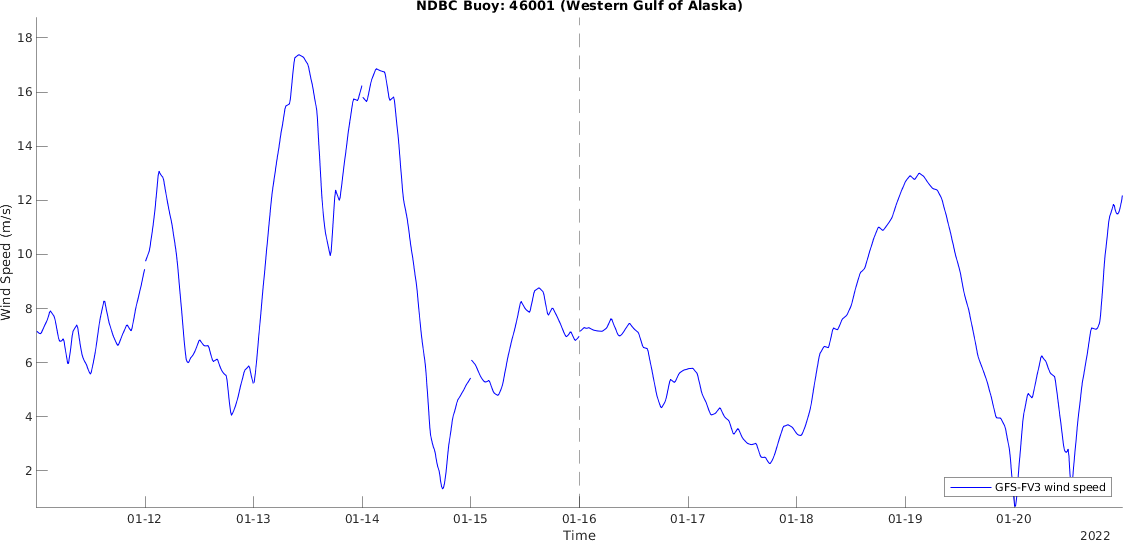 NDBC Buoy: 46001 (Western Gulf of Alaska)
18
16
14
12
10
8
6
4
2
Wind Speed (m/s)
GFS-FV3 wind speed
01-12 01-13 01-14 01-15 01-16 01-17 01-18 01-19 01-20
Time
2022